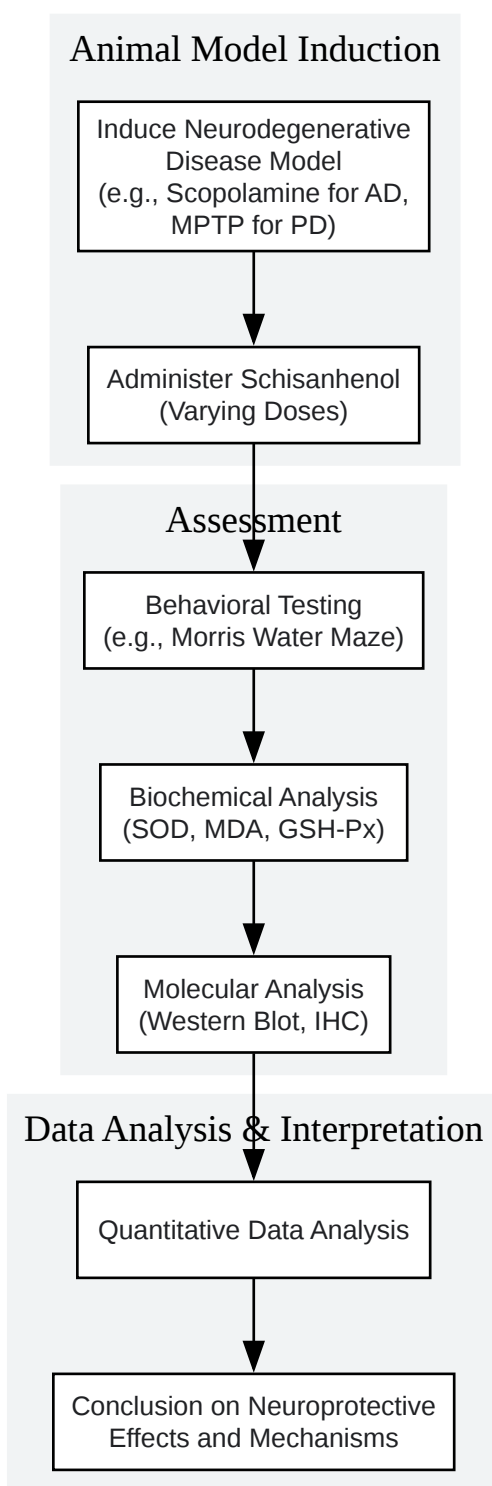 Animal Model Induction
Induce Neurodegenerative
Disease Model
(e.g., Scopolamine for AD,
MPTP for PD)
Administer Schisanhenol
(Varying Doses)
Assessment
Behavioral Testing
(e.g., Morris Water Maze)
Biochemical Analysis
(SOD, MDA, GSH-Px)
Molecular Analysis
(Western Blot, IHC)
Data Analysis & Interpretation
Quantitative Data Analysis
Conclusion on Neuroprotective
Effects and Mechanisms